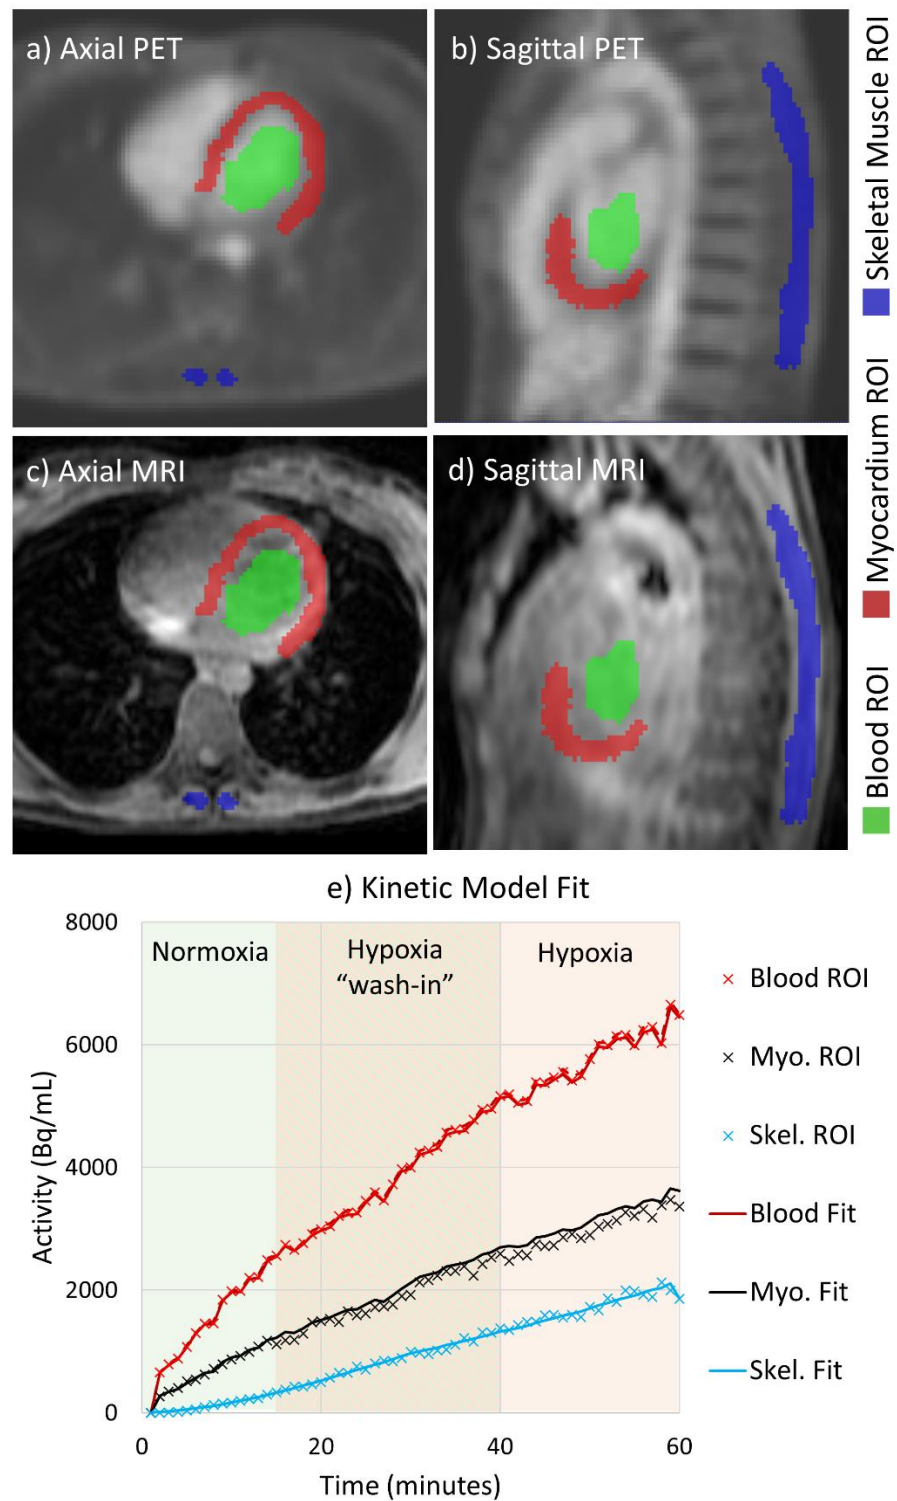 a) Axial PET
b) Sagittal PET
c) Axial MRI
d) Sagittal MRI
Blood ROI
Myocardium ROI
Skeletal Muscle ROI
e) Kinetic Model Fit
Activity (Bq/mL)
8000
6000
4000
2000
0
Normoxia
Hypoxia
“wash-in”
Hypoxia
0
20
40
60
Time (minutes)
Blood ROI
Myo. ROI
Skel. ROI
Blood Fit
Myo. Fit
Skel. Fit